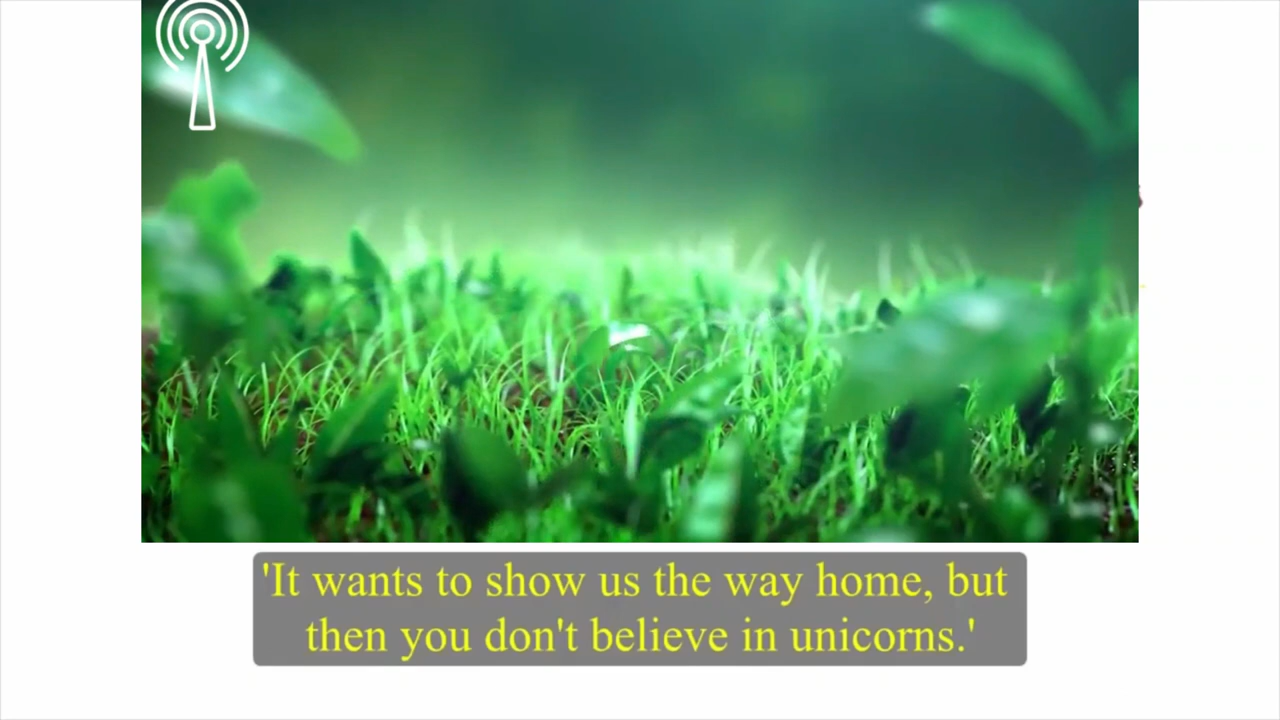 'It wants to show us the way home, but
then you don't believe in unicorns.'